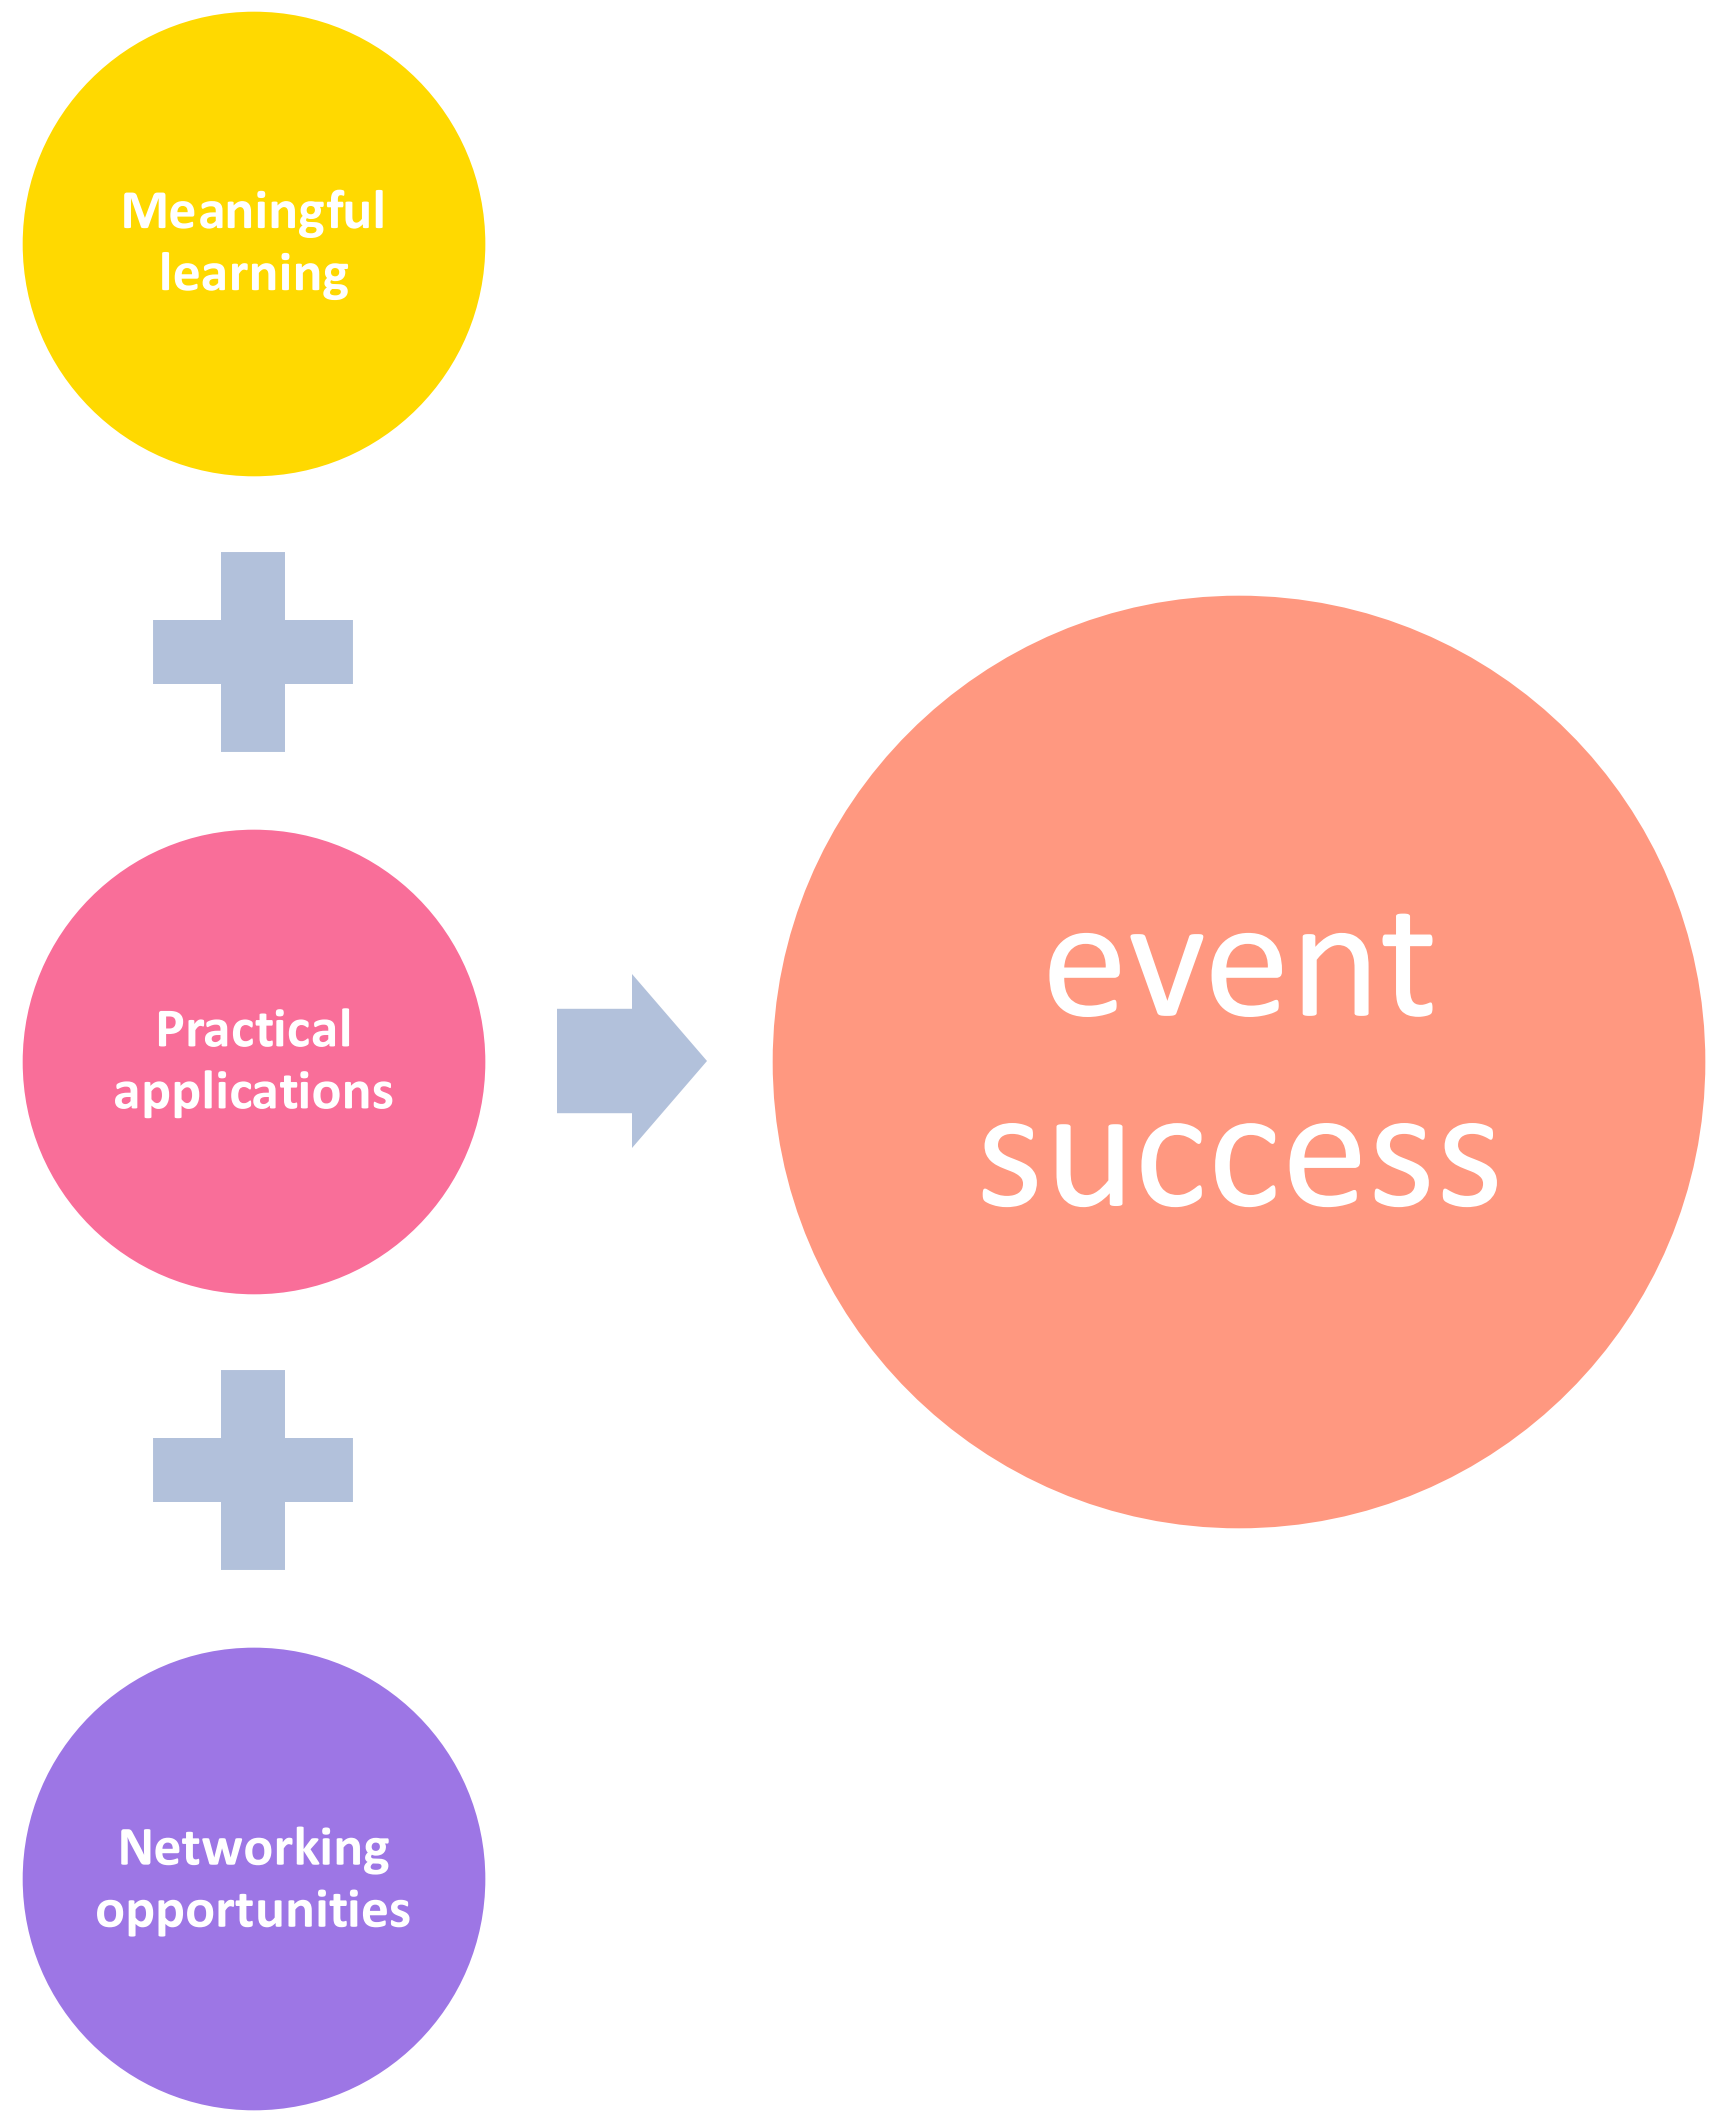 Meaningful
learning
Practical
applications
Networking
opportunities
event
success